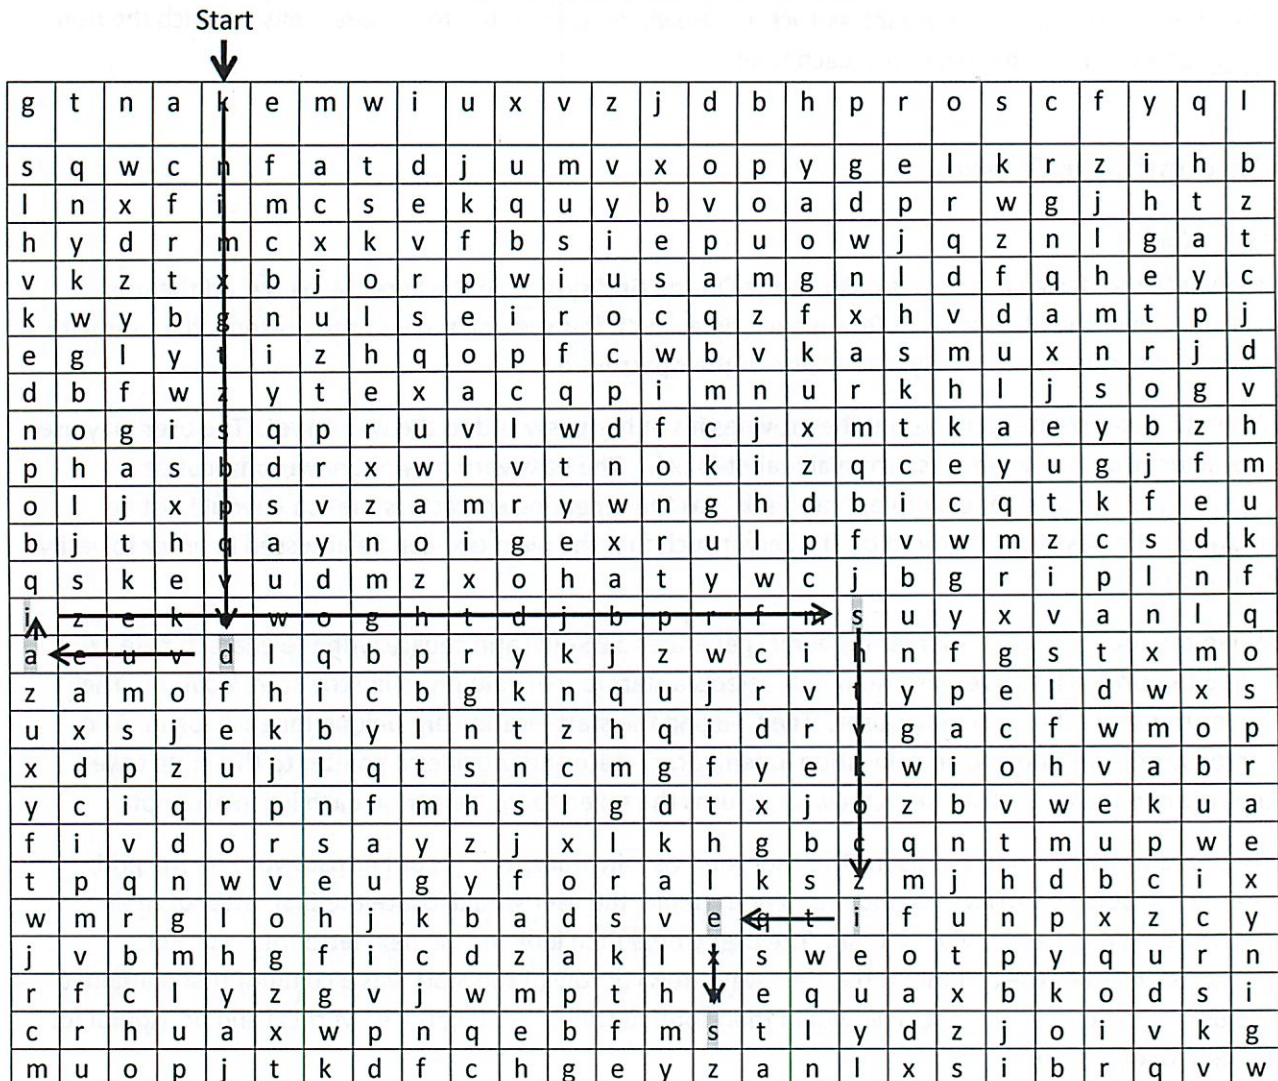 Start
g t n a k e m w i u x v z j d b h p r o s c f y q l
s q w c n f a t d j u m v x o p y g e l k r z i h b
l n x f i m c s e k q u y b v o a d p r w g j h t z
h y d r m c x k v f b s i e p u o w j q z n l g a t
v k z t x b j o r p w i u s a m g n l d f q h e y c
k w y b g n u l s e i r o c q z f x h v d a m t p j
e g l y t i z h q o p f c w b v k a s m u x n r j d
d b f w z y t e x a c q p i m n u r k h l j s o g v
n o g i s q p r u v l w d f c j x m t k a e y b z h
p h a s b d r x w l v t n o k i z q c e y u g j f m
o l j x p s v z a m r y w n g h d b i c q t k f e u
b j t h q a y n o i g e x r u l p f v w m z c s d k
q s k e v u d m z x o h a t y w c j b g r i p l n f
i z e k c w o g h t d j b p r f m s u y x v a n l q
a e u v d l q b p r y k j z w c i h n f g s t x m o
z a m o f h i c b g k n q u j r v t y p e l d w x s
u x s j e k b y l n t z h q i d r v g a c f w m o p
x d p z u j l q t s n c m g f y e k w i o h v a b r
y c i q r p n f m h s l g d t x j o z b v w e k u a
f i v d o r s a y z j x l k h g b c q n t m u p w e
t p q n w v e u g y f o r a l k s z m j h d b c i x
w m r g l o h j k b a d s v e q t i f u n p x z c y
j v b m h g f i c d z a k l x s w e o t p y q u r n
r f c l y z g v j w m p t h n e q u a x b k o d s i
c r h u a x w p n q e b f m s t l y d z j o i v k g
m u o p j t k d f c h g e y z a n l x s i b r q v w